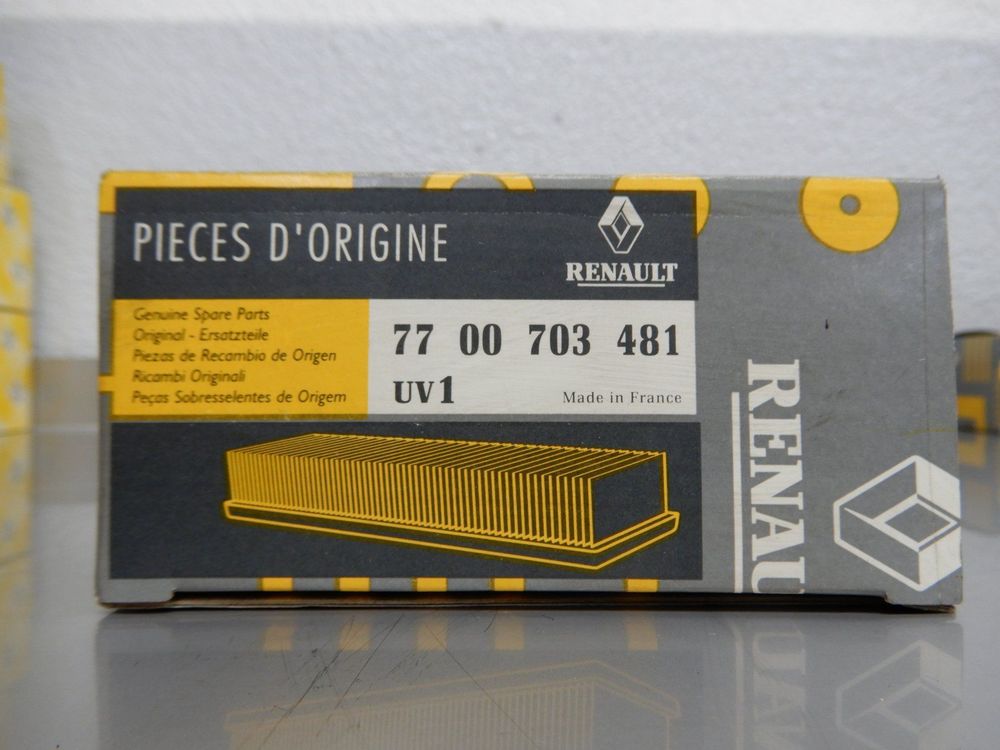 PIECES D'ORIGINE
RENAULT
Genuine Spare Parts
Original - Ersatzteile
Piezas de Recambio de Origen
Ricambi Originali
Peças Sobresselentes de Origem
77 00 703 481
UV1
Made in France
RENAU